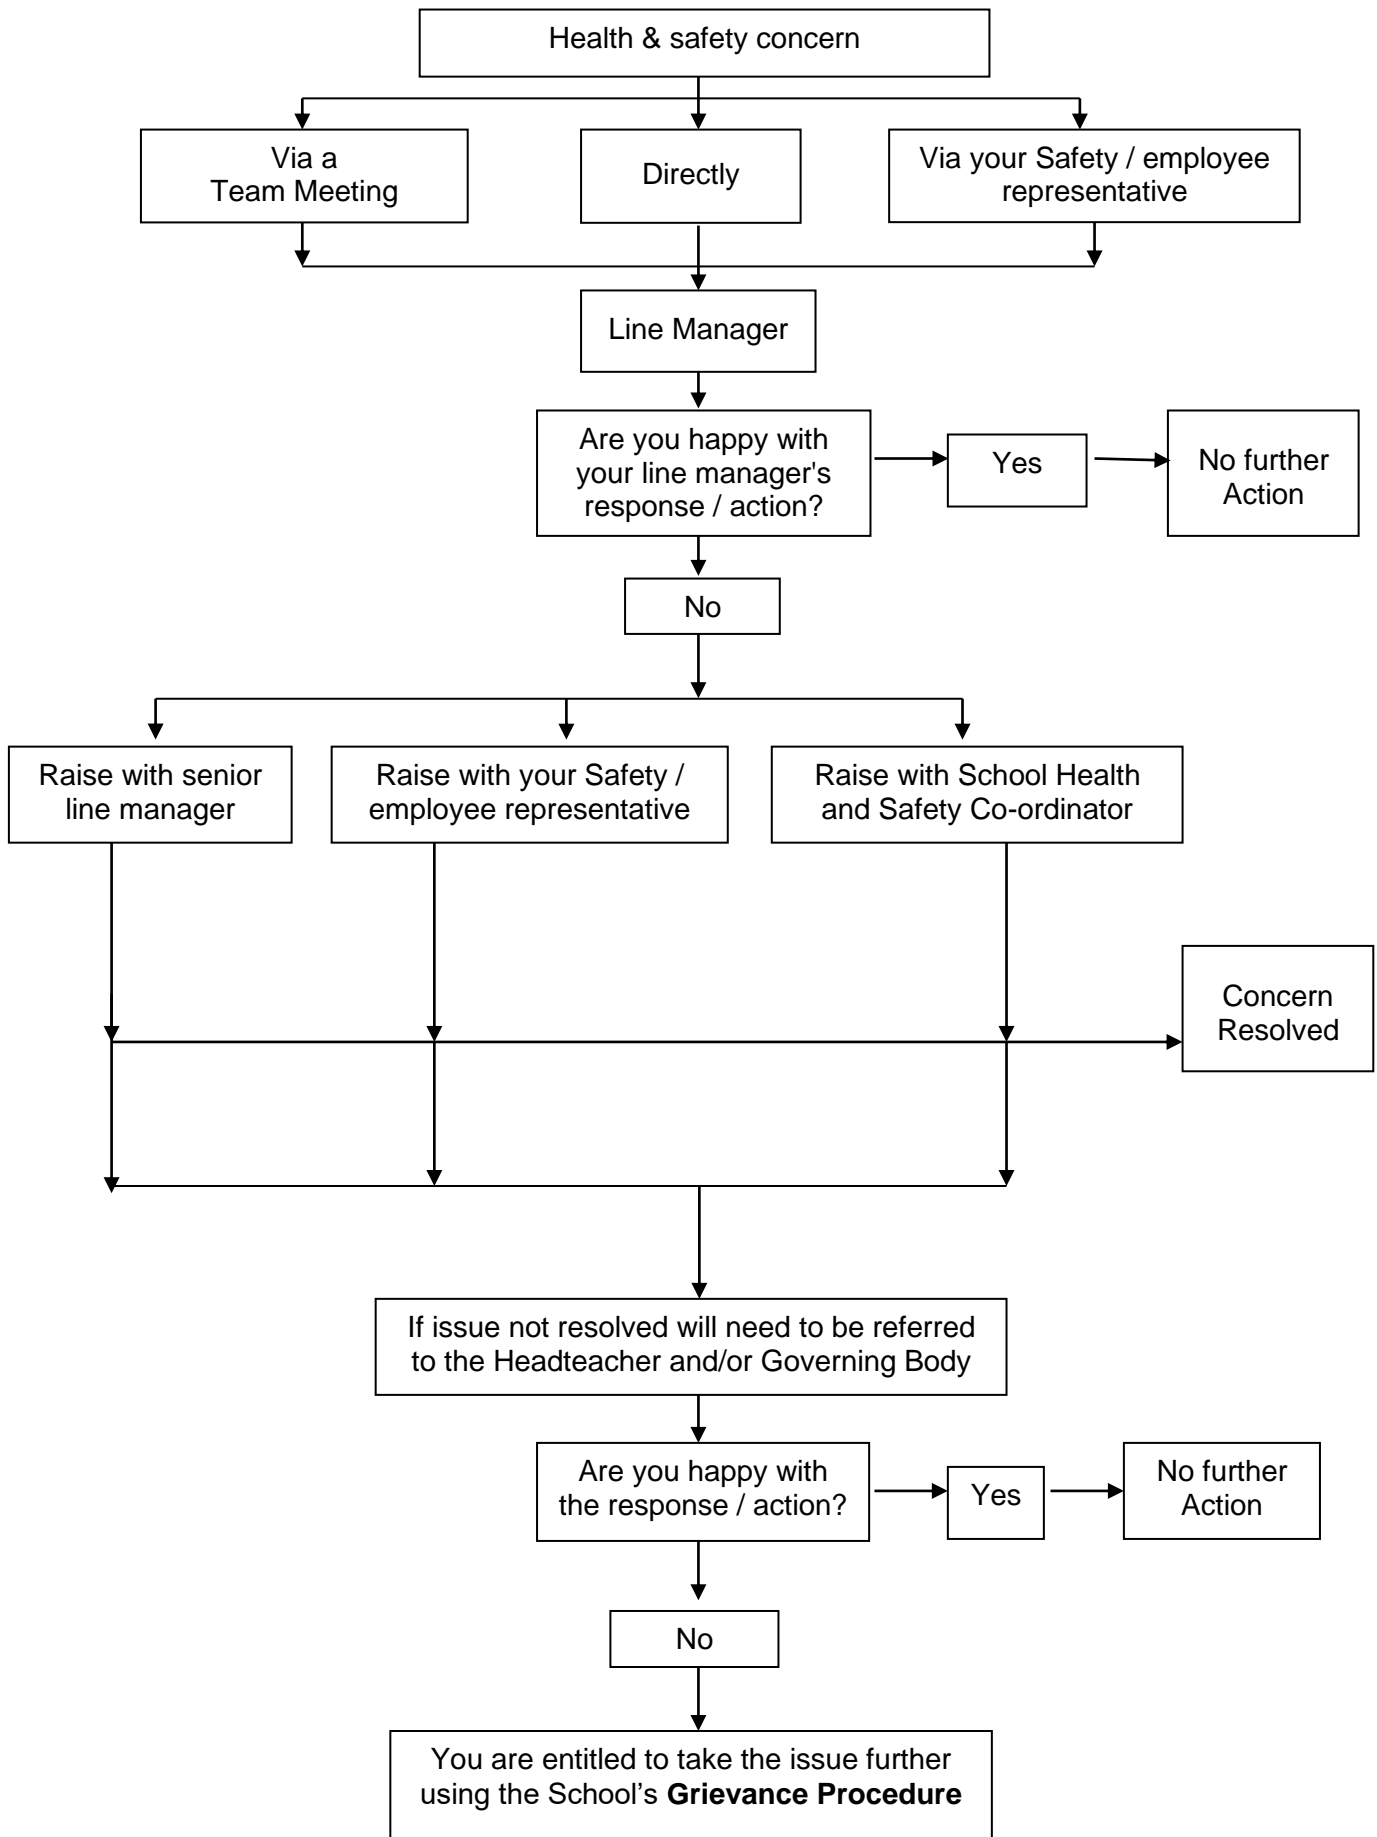 Health & safety concern
Via a
Team Meeting
Directly
Via your Safety / employee
representative
Line Manager
Are you happy with
your line manager's
response / action?
Yes
No further
Action
No
Raise with senior
line manager
Raise with your Safety /
employee representative
Raise with School Health
and Safety Co-ordinator
Concern
Resolved
If issue not resolved will need to be referred
to the Headteacher and/or Governing Body
Are you happy with
the response / action?
Yes
No further
Action
No
You are entitled to take the issue further
using the School’s Grievance Procedure